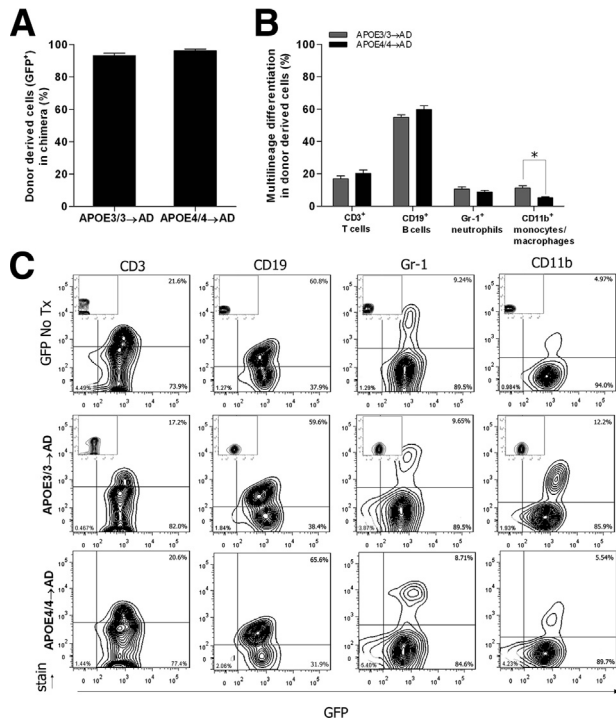 A
Donor derived cells (GFP+)
in chimera (%)
100
80
60
40
20
0
APOE3/3→AD
APOE4/4→AD
B
Multilineage differentiation
in donor derived cells (%)
APOE3/3→AD
APOE4/4→AD
100
80
60
40
20
0
*
CD3+
T cells
CD19+
B cells
Gr-1+
neutrophils
CD11b+
monocytes/
macrophages
C
CD3
CD19
Gr-1
CD11b
GFP No Tx
21.6%
4.49%
73.9%
60.8%
1.27%
37.9%
9.24%
1.29%
89.5%
4.97%
0.984%
94.0%
APOE3/3→AD
17.2%
0.467%
82.0%
59.6%
1.84%
38.4%
9.65%
89.5%
12.2%
1.93%
85.9%
APOE4/4→AD
20.6%
1.44%
77.4%
65.6%
2.06%
31.9%
8.71%
84.6%
5.54%
4.23%
89.7%
stain →
GFP